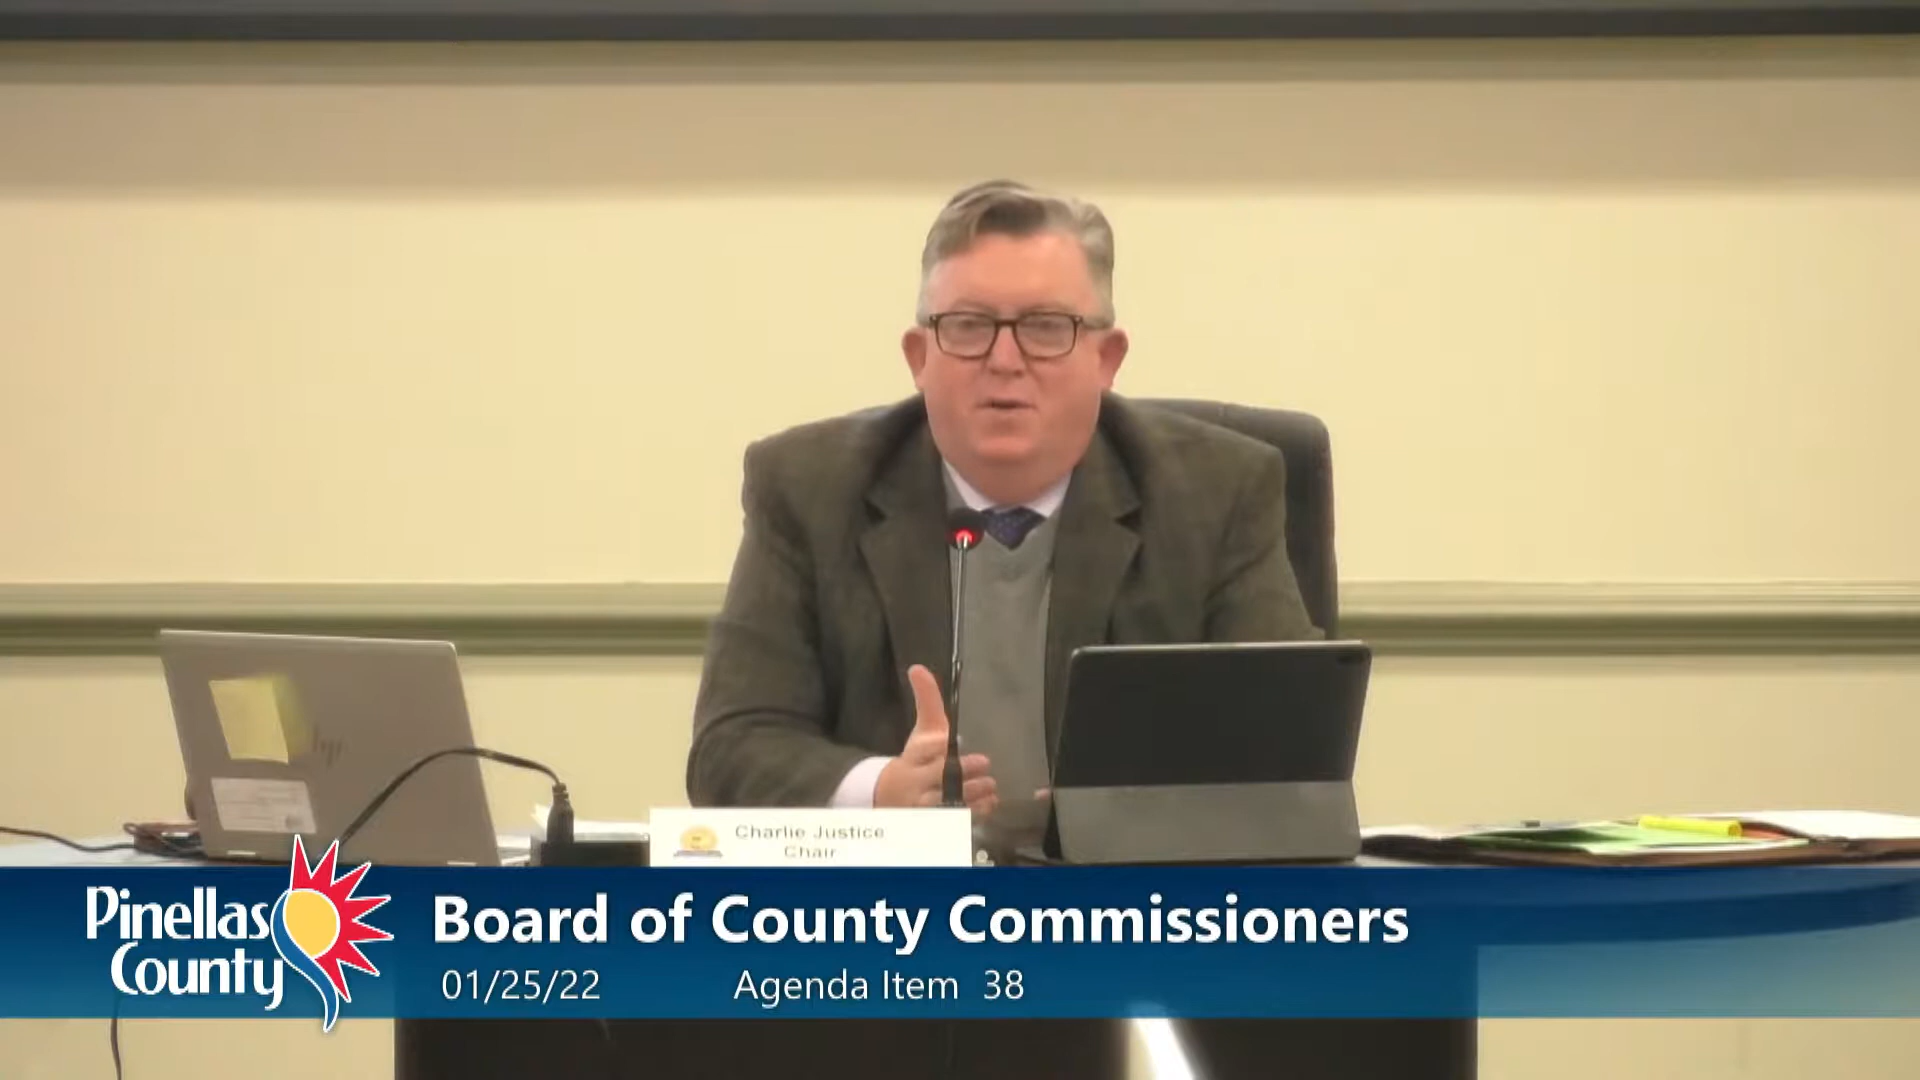 Charlie Justice
Chair
Pinellas
County
Board of County Commissioners
01/25/22 Agenda Item 38